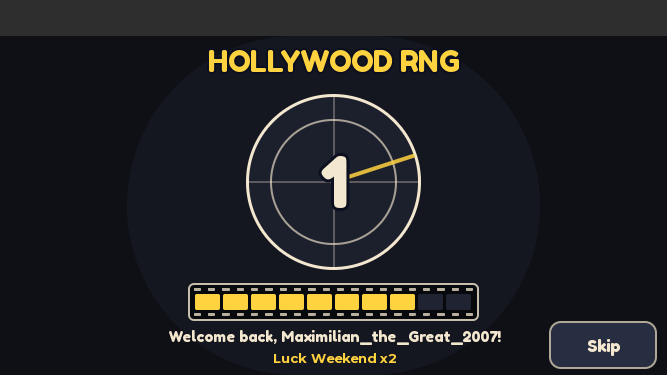 HOLLYWOOD RNG
1
Welcome back, Maximilian_the_Great_2007!
Luck Weekend x2
Skip